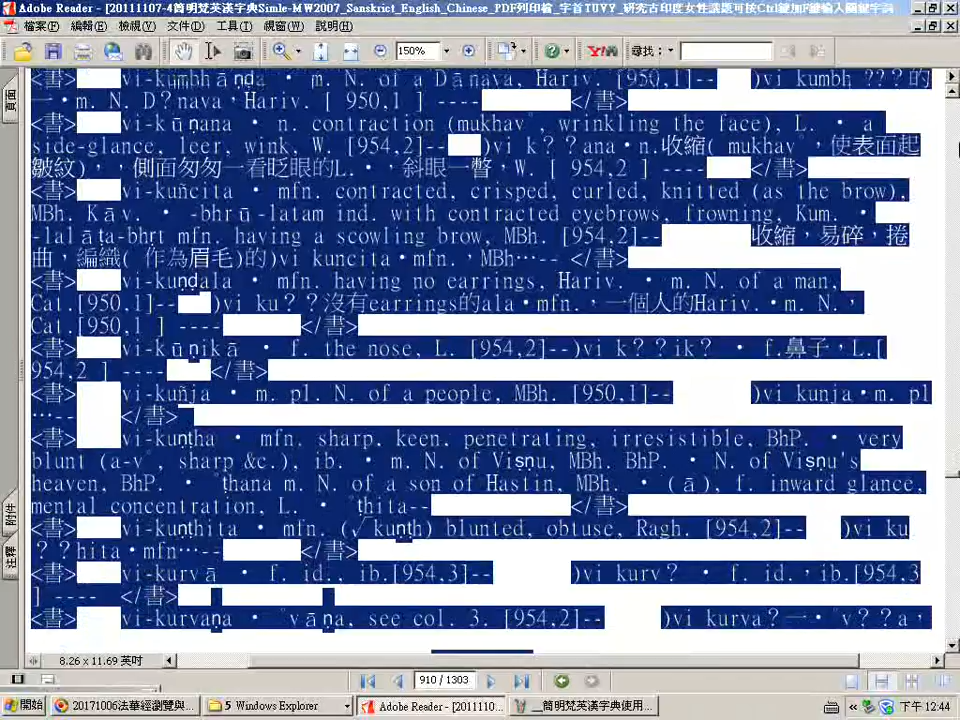 Adobe Reader - [20111107-4簡明梵英漢字典Simle-MW2007_Sanskrict_English_Chinese_PDF列印檔_字首TUVY_研究古印度女性議題可按Ctrl鍵加F鍵輸入關鍵字詞
檔案(F) 編輯(E) 檢視(V) 文件(D) 工具(T) 視窗(W) 說明(H)
150% 尋找：
頁面
<書> vi-kumbhāṇḍa • m. N. of a Dānava, Hariv. [950,1]-- )vi kumbh ???的
一・m. N. D?nava，Hariv. [ 950,1 ] ---- </書>
<書> vi-kūṇana • n. contraction (mukhav°, wrinkling the face), L. • a
side-glance, leer, wink, W. [954,2]-- )vi k??ana・n.收縮( mukhav°，使表面起
皺紋)，，側面匆匆一看眨眼的L.・，斜眼一瞥，W. [ 954,2 ] ---- </書>
<書> vi-kuñcita • mfn. contracted, crisped, curled, knitted (as the brow),
MBh. Kāv. • -bhrū-latam ind. with contracted eyebrows, frowning, Kum. •
-lalāṭa-bhṛt mfn. having a scowling brow, MBh. [954,2]-- 收縮，易碎，捲
曲，編織( 作為眉毛)的)vi kuncita・mfn.，MBh…-- </書>
<書> vi-kuṇḍala • mfn. having no earrings, Hariv. • m. N. of a man,
Cat.[950,1]-- )vi ku??沒有earrings的ala・mfn.，一個人的Hariv.・m. N.，
Cat.[950,1 ] ---- </書>
<書> vi-kūṇikā • f. the nose, L. [954,2]--)vi k??ik? • f.鼻子，L.[
954,2 ] ---- </書>
<書> vi-kuñja • m. pl. N. of a people, MBh. [950,1]-- )vi kunja・m. pl
…-- </書>
<書> vi-kuṇṭha • mfn. sharp, keen, penetrating, irresistible, BhP. • very
blunt (a-v°, sharp &c.), ib. • m. N. of Viṣṇu, MBh. BhP. • N. of Viṣṇu's
heaven, BhP. • °ṭhana m. N. of a son of Hastin, MBh. • (ā), f. inward glance,
mental concentration, L. • °ṭhita-- </書>
<書> vi-kuṇṭhita • mfn. (√kuṇṭh) blunted, obtuse, Ragh. [954,2]-- )vi ku
??hita・mfn…-- </書>
<書> vi-kurvā • f. id., ib.[954,3]-- )vi kurv? • f. id.，ib.[954,3
] ---- </書>
<書> vi-kurvaṇa • °vāṇa, see col. 3. [954,2]-- )vi kurva?一・°v??a，
附件
注釋
8.26 x 11.69 英吋
910 / 1303
開始 20171006法華經瀏覽與... 5 Windows Explorer Adobe Reader - [2011110... __簡明梵英漢字典使用... 下午 12:44